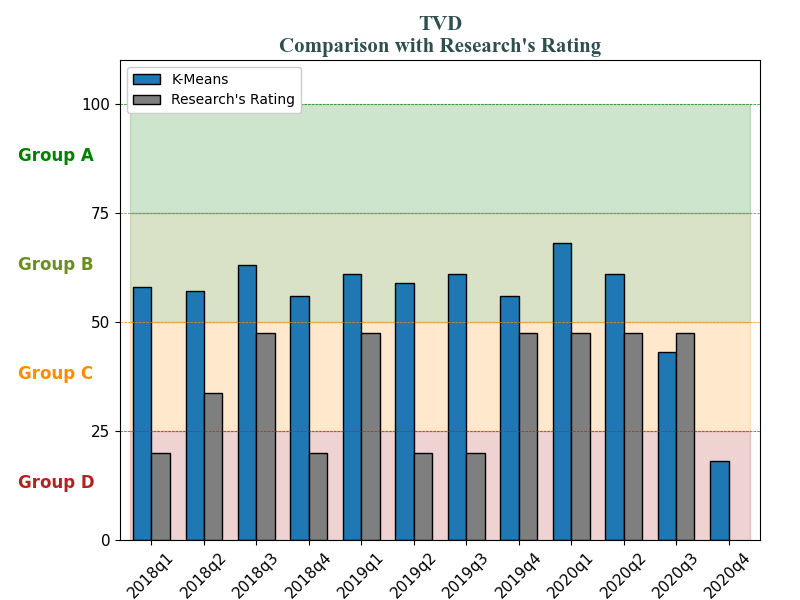 TVD
Comparison with Research's Rating
K-Means
Research's Rating
100
Group A
75
Group B
50
Group C
25
Group D
0
2018q1
2018q2
2018q3
2018q4
2019q1
2019q2
2019q3
2019q4
2020q1
2020q2
2020q3
2020q4